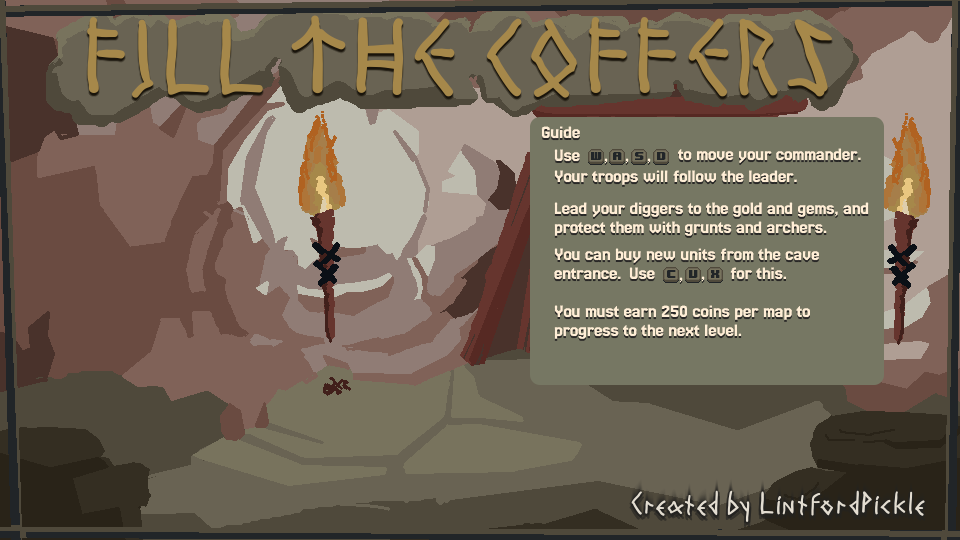 FILL THE COFFERS
Guide
Use W,A,S,D to move your commander.
Your troops will follow the leader.
Lead your diggers to the gold and gems, and
protect them with grunts and archers.
You can buy new units from the cave
entrance. Use C,V,X for this.
You must earn 250 coins per map to
progress to the next level.
Created by LintfordPickle